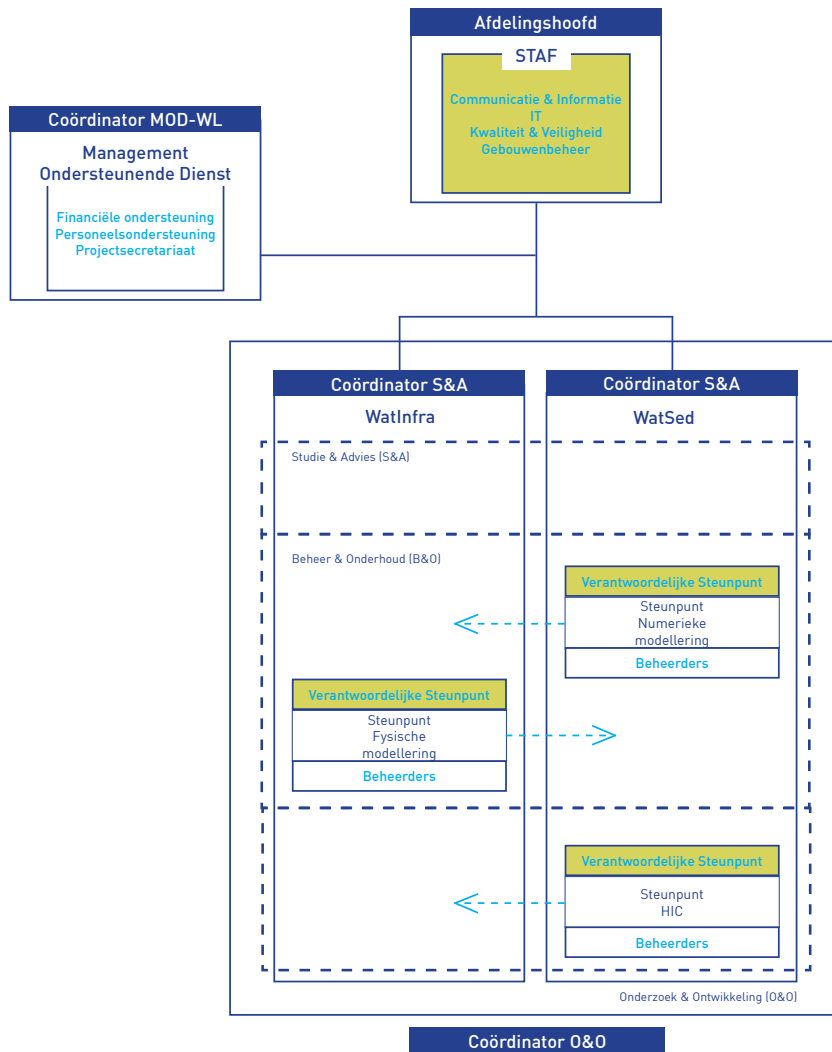 Afdelingshoofd
STAF
Communicatie & Informatie
IT
Kwaliteit & Veiligheid
Gebouwenbeheer
Coördinator MOD-WL
Management
Ondersteunende Dienst
Financiële ondersteuning
Personeelsondersteuning
Projectsecretariaat
Coördinator S&A
WatInfra
Coördinator S&A
WatSed
Studie & Advies (S&A)
Beheer & Onderhoud (B&O)
Verantwoordelijke Steunpunt
Steunpunt
Numerieke
modellering
Beheerders
Verantwoordelijke Steunpunt
Steunpunt
Fysische
modellering
Beheerders
Verantwoordelijke Steunpunt
Steunpunt
HIC
Beheerders
Onderzoek & Ontwikkeling (O&O)
Coördinator O&O